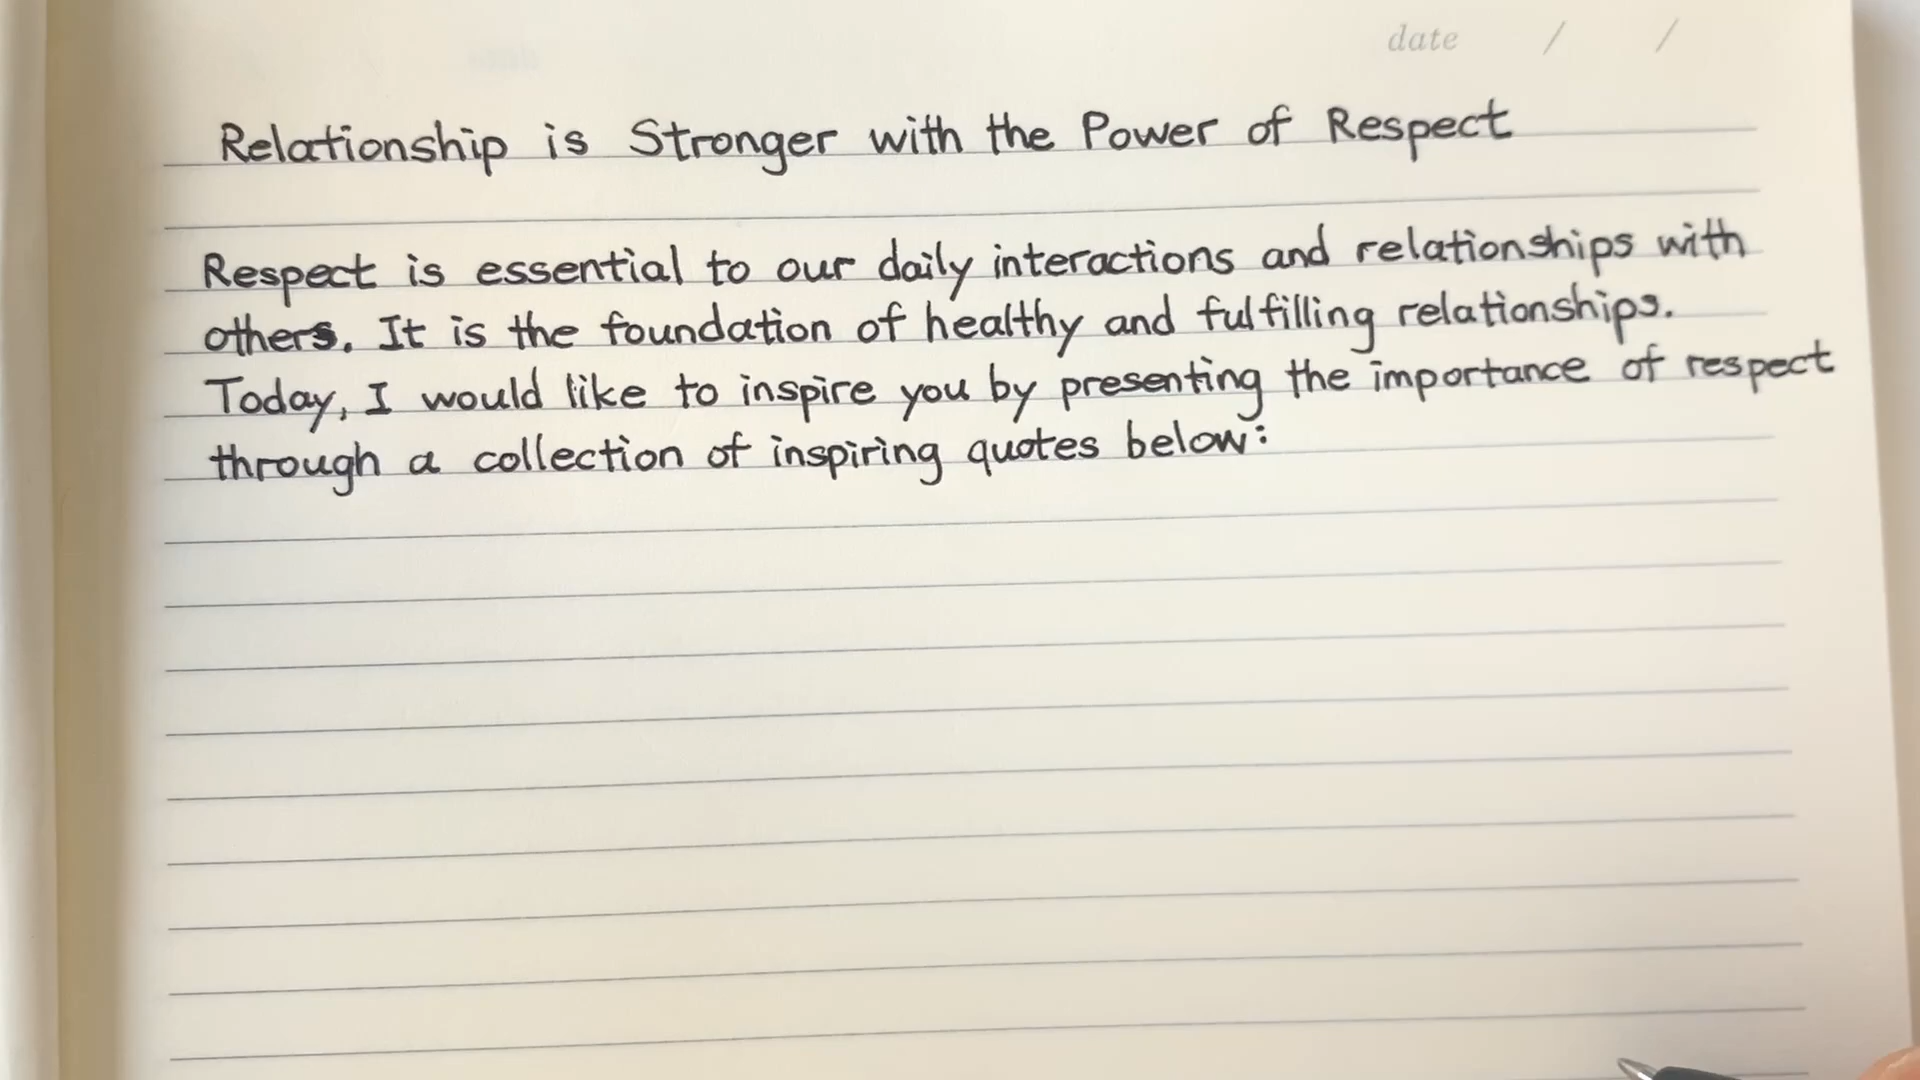 date / /
Relationship is Stronger with the Power of Respect
Respect is essential to our daily interactions and relationships with
others. It is the foundation of healthy and fulfilling relationships.
Today, I would like to inspire you by presenting the importance of respect
through a collection of inspiring quotes below: